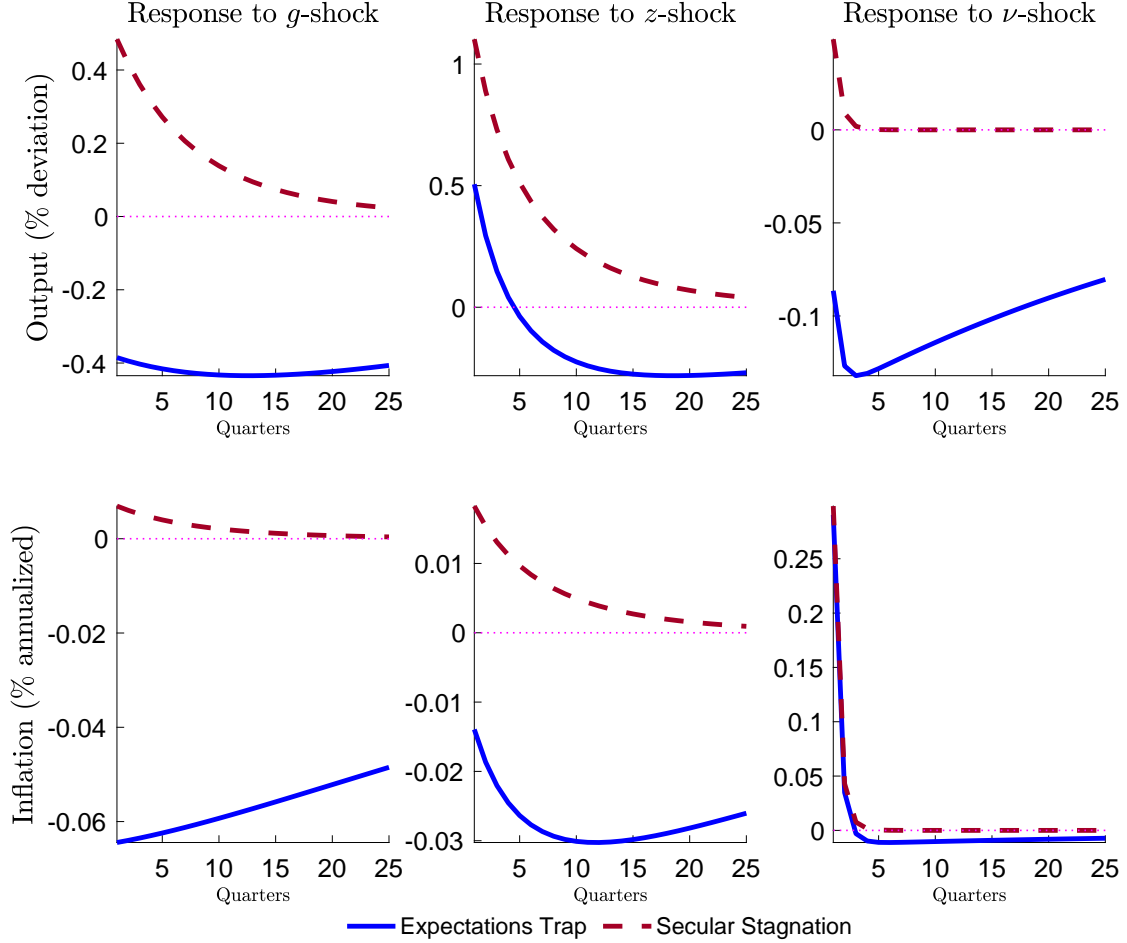 Response to g-shock
Response to z-shock
Response to ν-shock
Output (% deviation)
0.4
0.2
0
-0.2
-0.4
5 10 15 20 25
Quarters
1
0.5
0
5 10 15 20 25
Quarters
0
-0.05
-0.1
5 10 15 20 25
Quarters
Inflation (% annualized)
0
-0.02
-0.04
-0.06
5 10 15 20 25
Quarters
0.01
0
-0.01
-0.02
-0.03
5 10 15 20 25
Quarters
0.25
0.2
0.15
0.1
0.05
0
5 10 15 20 25
Quarters
Expectations Trap Secular Stagnation